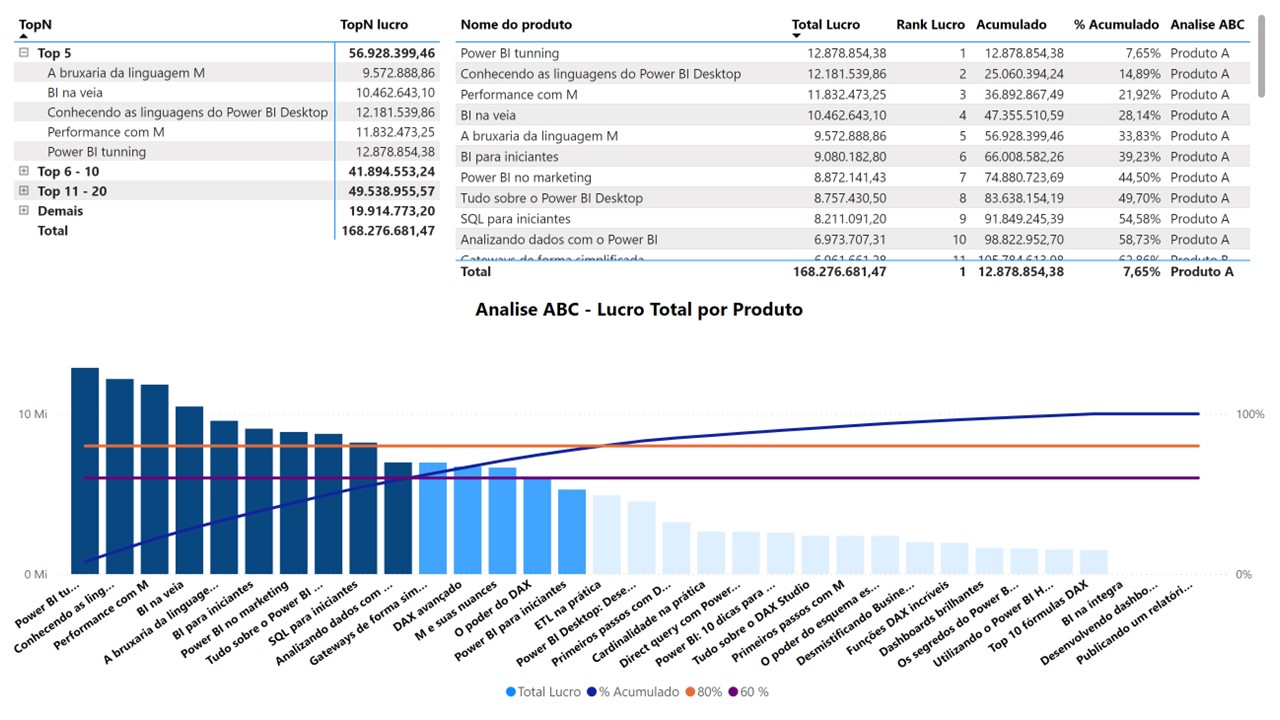 TopN TopN lucro
Top 5 56.928.399,46
A bruxaria da linguagem M 9.572.888,86
BI na veia 10.462.643,10
Conhecendo as linguagens do Power BI Desktop 12.181.539,86
Performance com M 11.832.473,25
Power BI tunning 12.878.854,38
Top 6 - 10 41.894.553,24
Top 11 - 20 49.538.955,57
Demais 19.914.773,20
Total 168.276.681,47
Nome do produto Total Lucro Rank Lucro Acumulado % Acumulado Analise ABC
Power BI tunning 12.878.854,38 1 12.878.854,38 7,65% Produto A
Conhecendo as linguagens do Power BI Desktop 12.181.539,86 2 25.060.394,24 14,89% Produto A
Performance com M 11.832.473,25 3 36.892.867,49 21,92% Produto A
BI na veia 10.462.643,10 4 47.355.510,59 28,14% Produto A
A bruxaria da linguagem M 9.572.888,86 5 56.928.399,46 33,83% Produto A
BI para iniciantes 9.080.182,80 6 66.008.582,26 39,23% Produto A
Power BI no marketing 8.872.141,43 7 74.880.723,69 44,50% Produto A
Tudo sobre o Power BI Desktop 8.757.430,50 8 83.638.154,19 49,70% Produto A
SQL para iniciantes 8.211.091,20 9 91.849.245,39 54,58% Produto A
Analizando dados com o Power BI 6.973.707,31 10 98.822.952,70 58,73% Produto A
Gateways de forma simplificada 6.961.661,28 11 105.784.613,98 62,86% Produto B
Total 168.276.681,47 1 12.878.854,38 7,65% Produto A
Analise ABC - Lucro Total por Produto
10 Mi
0 Mi
100%
0%
Power BI tu...
Conhecendo as ling...
Performance com M
BI na veia
A bruxaria da linguage...
BI para iniciantes
Power BI no marketing
Tudo sobre o Power BI ...
SQL para iniciantes
Analizando dados com ...
Gateways de forma sim...
DAX avançado
M e suas nuances
O poder do DAX
Power BI para iniciantes
ETL na prática
Power BI Desktop: Dese...
Primeiros passos com D...
Cardinalidade na prática
Direct query com Power...
Power BI: 10 dicas para ...
Tudo sobre o DAX Studio
Primeiros passos com M
O poder do esquema es...
Desmistificando Busine...
Funções DAX incríveis
Dashboards brilhantes
Os segredos do Power B...
Utilizando o Power BI H...
Top 10 fórmulas DAX
BI na integra
Desenvolvendo dashbo...
Publicando um relatóri...
Total Lucro % Acumulado 80% 60 %